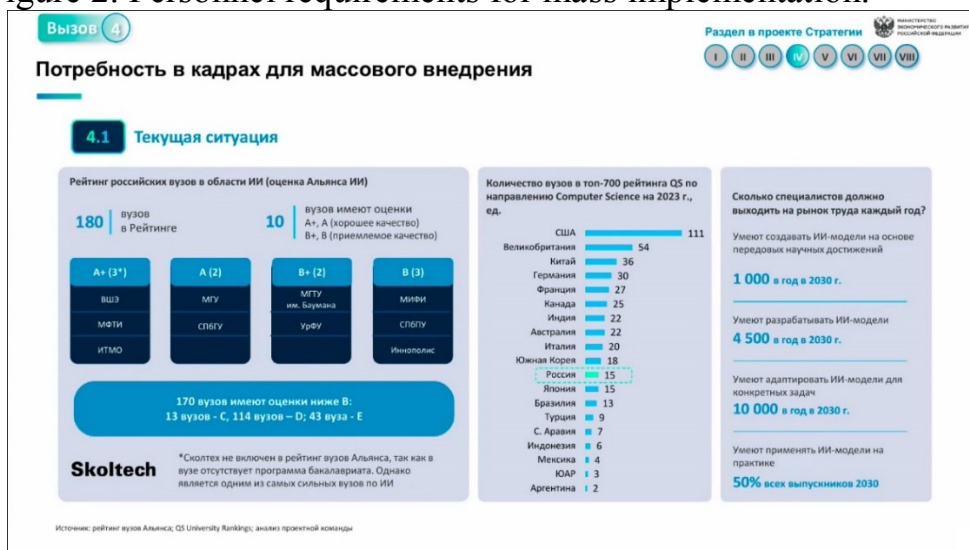 igure 2. Personnel requirements for mass implementation.
Вызов 4
Раздел в проекте Стратегии
МИНИСТЕРСТВО
ЭКОНОМИЧЕСКОГО РАЗВИТИЯ
РОССИЙСКОЙ ФЕДЕРАЦИИ
I II III IV V VI VII VIII
Потребность в кадрах для массового внедрения
4.1 Текущая ситуация
Рейтинг российских вузов в области ИИ (оценка Альянса ИИ)
180 вузов
в Рейтинге
10 вузов имеют оценки
A+, A (хорошее качество)
B+, B (приемлемое качество)
A+ (3*) A (2) B+ (2) B (3)
ВШЭ МГУ МГТУ
им. Баумана МИФИ
МФТИ СПбГУ УрФУ СПбПУ
ИТМО Иннополис
170 вузов имеют оценки ниже B:
13 вузов - C, 114 вузов – D; 43 вуза - E
Skoltech
*Сколтех не включен в рейтинг вузов Альянса, так как в
вузе отсутствует программа бакалавриата. Однако
является одним из самых сильных вузов по ИИ
Количество вузов в топ-700 рейтинга QS по
направлению Computer Science на 2023 г.,
ед.
США 111
Великобритания 54
Китай 36
Германия 30
Франция 27
Канада 25
Индия 22
Австралия 22
Италия 20
Южная Корея 18
Россия 15
Япония 15
Бразилия 13
Турция 9
С. Аравия 7
Индонезия 6
Мексика 4
ЮАР 3
Аргентина 2
Сколько специалистов должно
выходить на рынок труда каждый год?
Умеют создавать ИИ-модели на основе
передовых научных достижений
1 000 в год в 2030 г.
Умеют разрабатывать ИИ-модели
4 500 в год в 2030 г.
Умеют адаптировать ИИ-модели для
конкретных задач
10 000 в год в 2030 г.
Умеют применять ИИ-модели на
практике
50% всех выпускников 2030
Источник: рейтинг вузов Альянса; QS University Rankings; анализ проектной команды